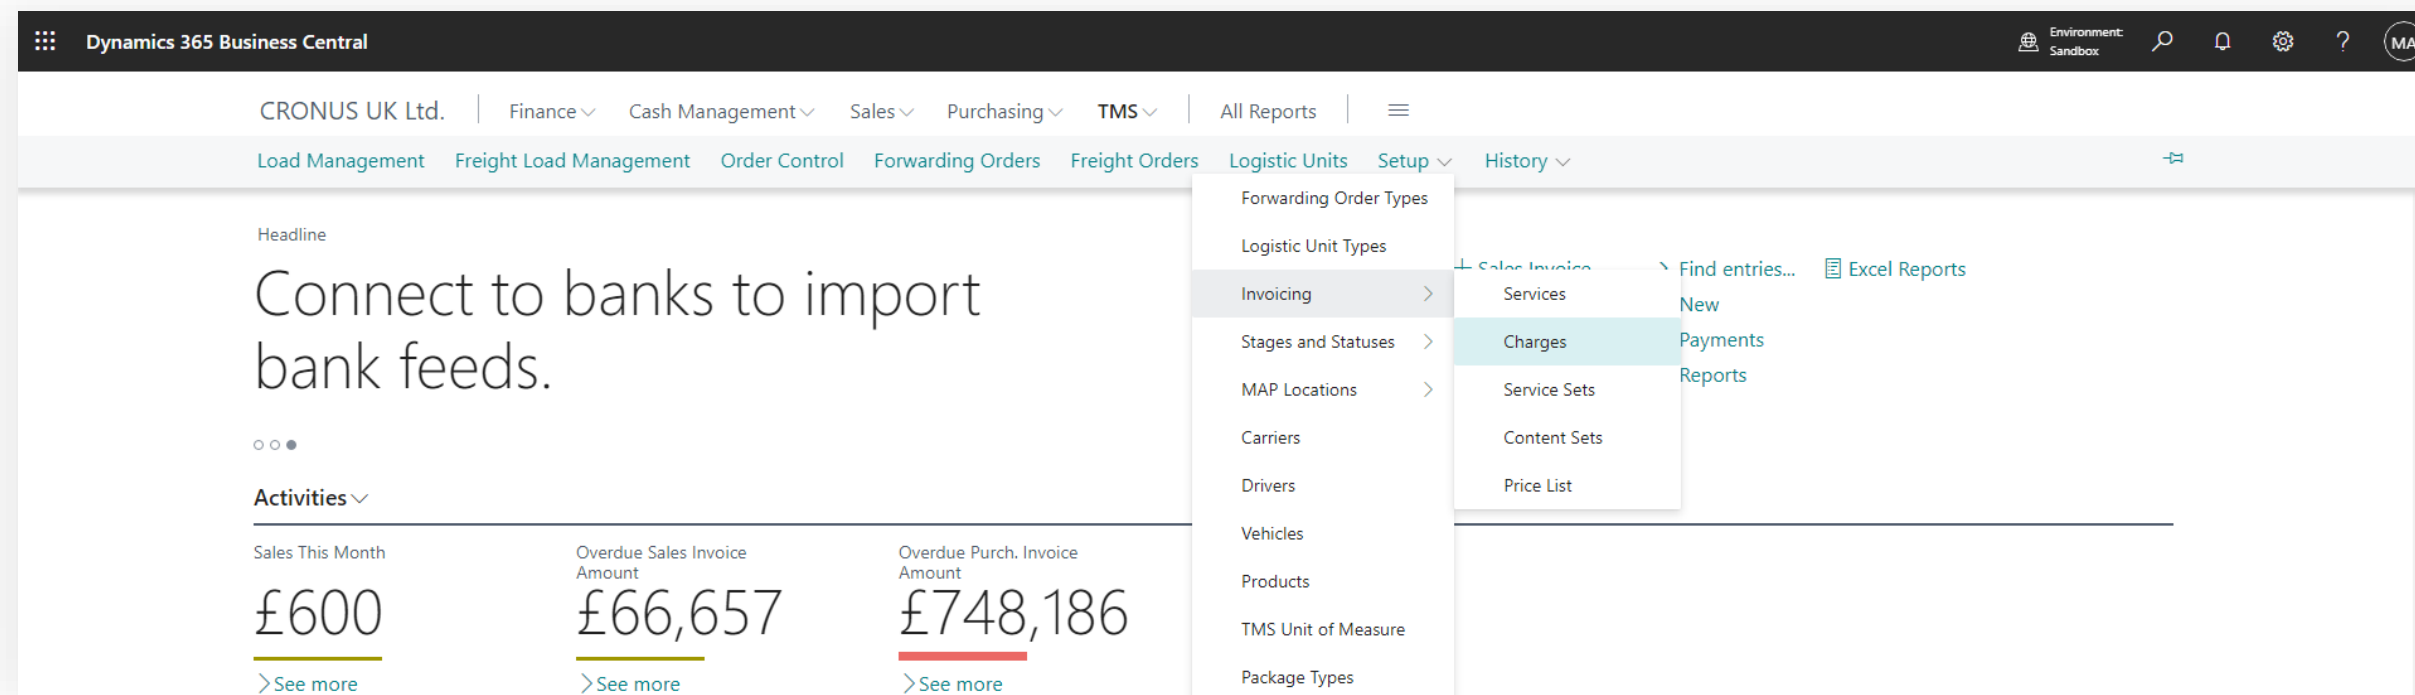 Dynamics 365 Business Central
Environment:
Sandbox
MA
CRONUS UK Ltd.
Finance
Cash Management
Sales
Purchasing
TMS
All Reports
Load Management
Freight Load Management
Order Control
Forwarding Orders
Freight Orders
Logistic Units
Setup
History
Headline
Connect to banks to import
bank feeds.
Forwarding Order Types
Logistic Unit Types
Invoicing
Stages and Statuses
MAP Locations
Carriers
Drivers
Vehicles
Products
TMS Unit of Measure
Package Types
Services
Charges
Service Sets
Content Sets
Price List
Sales Invoice
Find entries...
New
Payments
Reports
Excel Reports
Activities
Sales This Month
£600
See more
Overdue Sales Invoice
Amount
£66,657
See more
Overdue Purch. Invoice
Amount
£748,186
See more